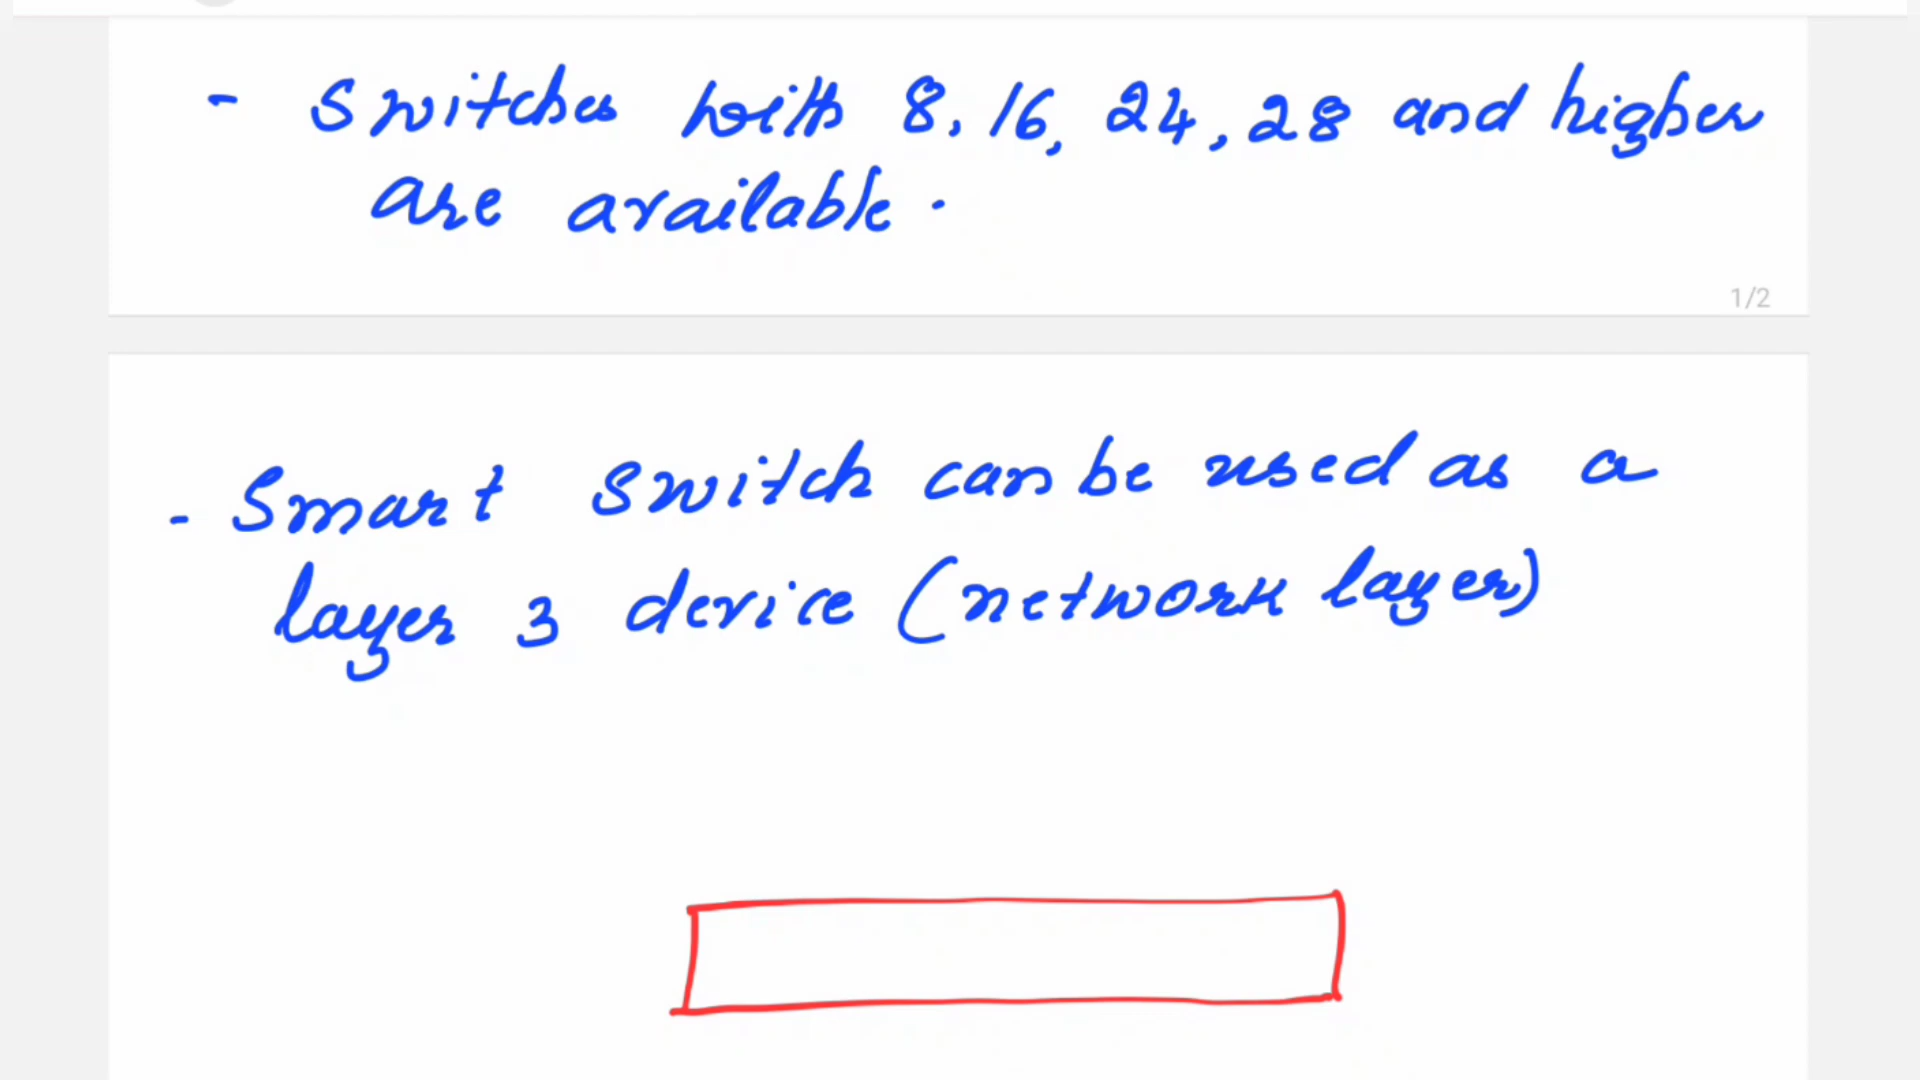 - Switches with 8, 16, 24, 28 and higher
are available.
1/2
- Smart Switch can be used as a
layer 3 device (network layer)